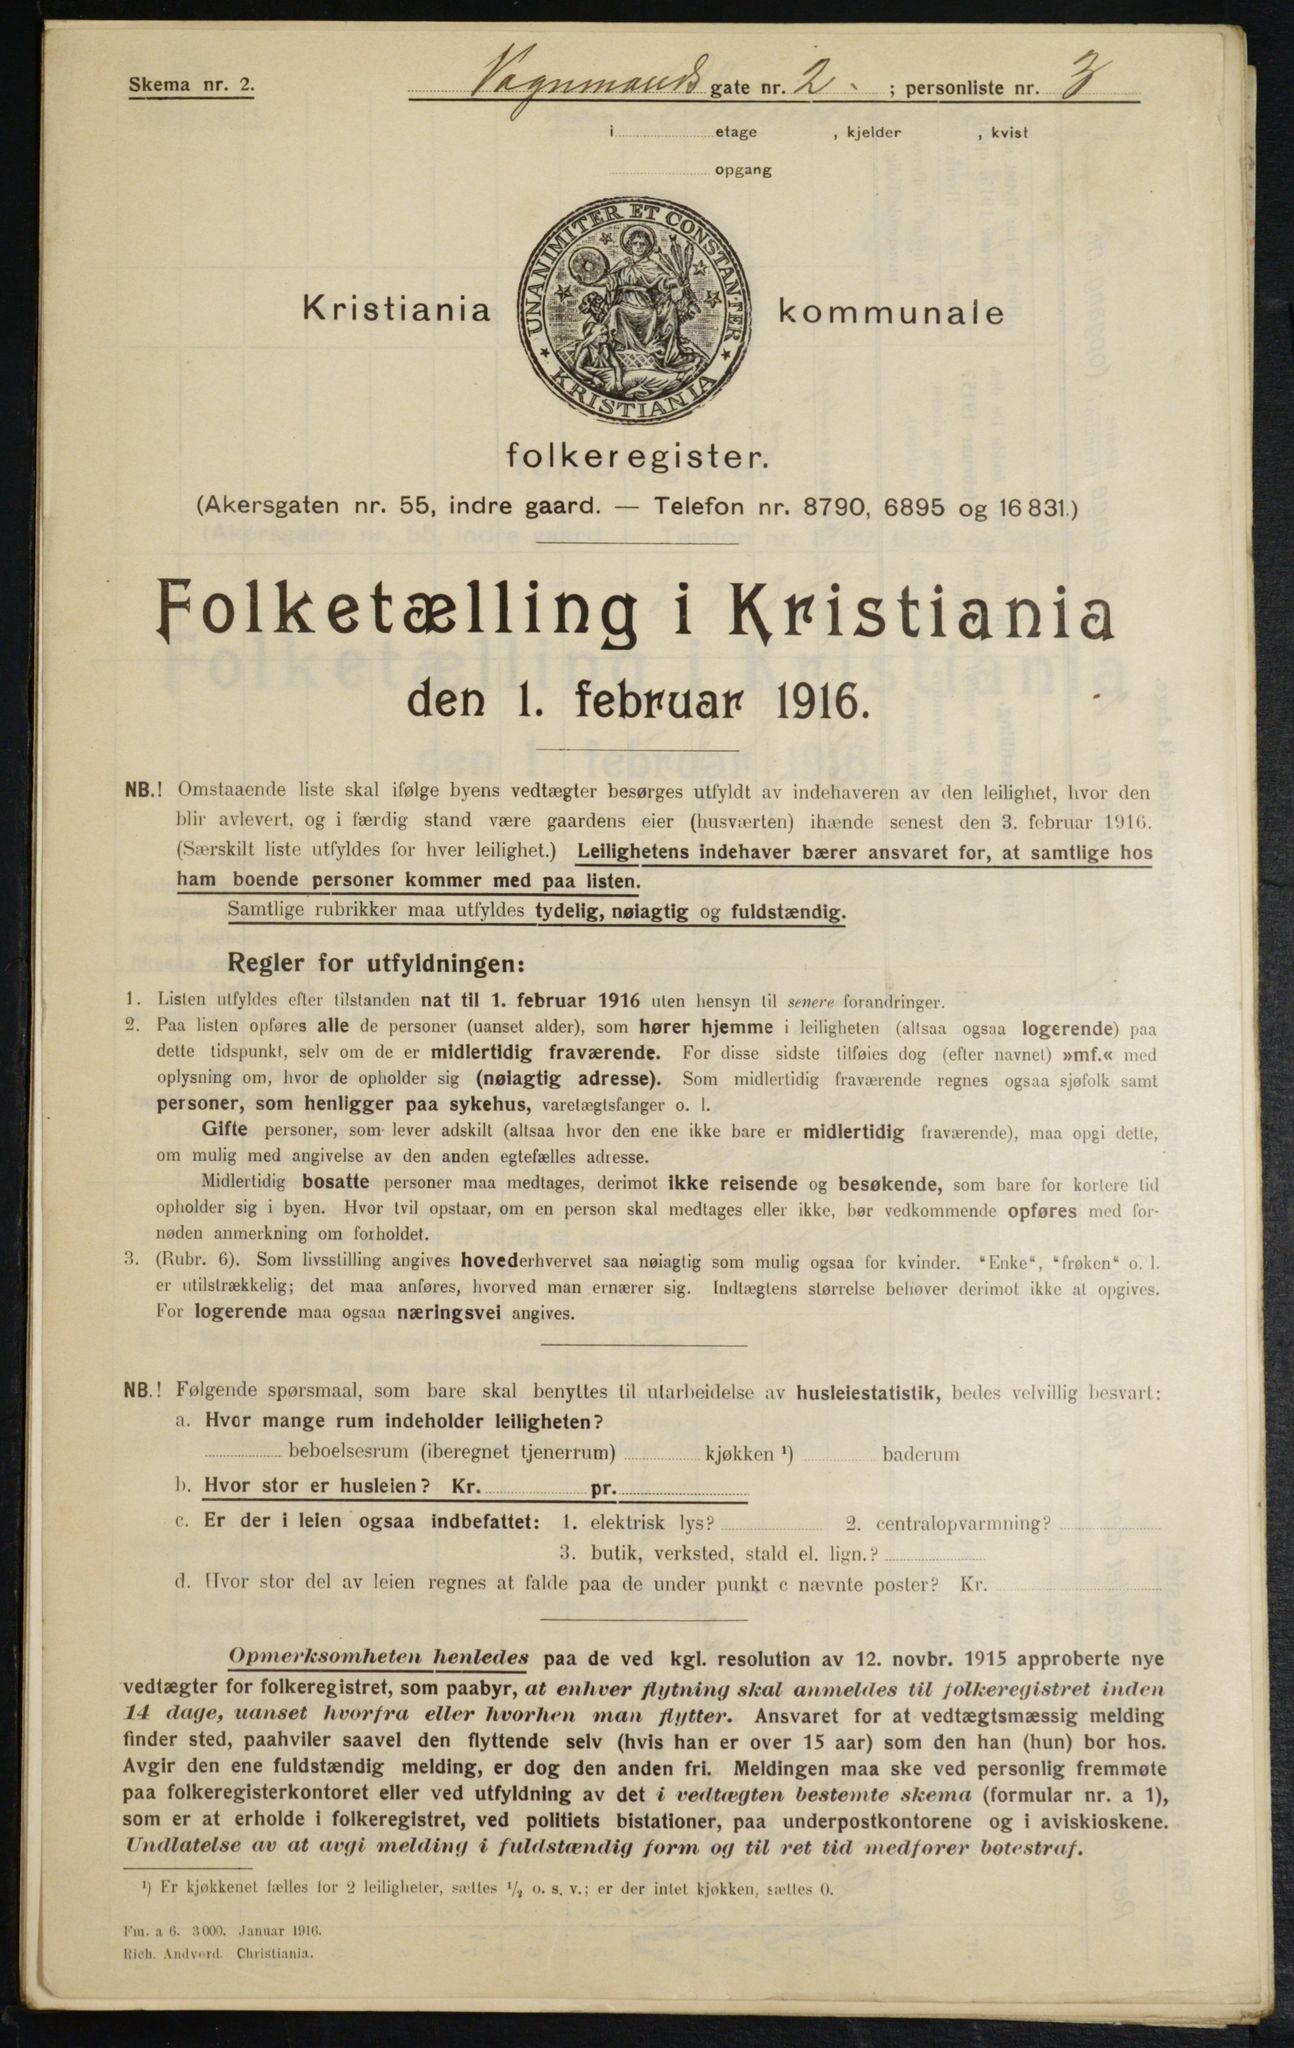 Skema nr. 2.
Vognmands gate nr. 2 . ; personliste nr. 3
i etage , kjelder , kvist
opgang
UNANIMITER ET CONSTANTER
KRISTIANIA
Kristiania kommunale
folkeregister.
(Akersgaten nr. 55, indre gaard. — Telefon nr. 8790, 6895 og 16 831.)
Folketælling i Kristiania
den 1. februar 1916.
NB.! Omstaaende liste skal ifølge byens vedtægter besørges utfyldt av indehaveren av den leilighet, hvor den
blir avlevert, og i færdig stand være gaardens eier (husværten) ihænde senest den 3. februar 1916.
(Særskilt liste utfyldes for hver leilighet.) Leilighetens indehaver bærer ansvaret for, at samtlige hos
ham boende personer kommer med paa listen.
Samtlige rubrikker maa utfyldes tydelig, nøiagtig og fuldstændig.
Regler for utfyldningen:
1. Listen utfyldes efter tilstanden nat til 1. februar 1916 uten hensyn til senere forandringer.
2. Paa listen opføres alle de personer (uanset alder), som hører hjemme i leiligheten (altsaa ogsaa logerende) paa
dette tidspunkt, selv om de er midlertidig fraværende. For disse sidste tilføies dog (efter navnet) »mf.« med
oplysning om, hvor de opholder sig (nøiagtig adresse). Som midlertidig fraværende regnes ogsaa sjøfolk samt
personer, som henligger paa sykehus, varetægtsfanger o. l.
Gifte personer, som lever adskilt (altsaa hvor den ene ikke bare er midlertidig fraværende), maa opgi dette,
om mulig med angivelse av den anden egtefælles adresse.
Midlertidig bosatte personer maa medtages, derimot ikke reisende og besøkende, som bare for kortere tid
opholder sig i byen. Hvor tvil opstaar, om en person skal medtages eller ikke, bør vedkommende opføres med for-
nøden anmerkning om forholdet.
3. (Rubr. 6). Som livsstilling angives hovederhvervet saa nøiagtig som mulig ogsaa for kvinder. "Enke", "frøken" o. l.
er utilstrækkelig; det maa anføres, hvorved man ernærer sig. Indtægtens størrelse behøver derimot ikke at opgives.
For logerende maa ogsaa næringsvei angives.
NB.! Følgende spørsmaal, som bare skal benyttes til utarbeidelse av husleiestatistik, bedes velvillig besvart:
a. Hvor mange rum indeholder leiligheten?
beboelsesrum (iberegnet tjenerrum) kjøkken ¹) baderum
b. Hvor stor er husleien? Kr. pr.
c. Er der i leien ogsaa indbefattet: 1. elektrisk lys? 2. centralopvarmning?
3. butik, verksted, stald el. lign.?
d. Hvor stor del av leien regnes at falde paa de under punkt c nævnte poster? Kr.
Opmerksomheten henledes paa de ved kgl. resolution av 12. novbr. 1915 approberte nye
vedtægter for folkeregistret, som paabyr, at enhver flytning skal anmeldes til folkeregistret inden
14 dage, uanset hvorfra eller hvorhen man flytter. Ansvaret for at vedtægtsmæssig melding
finder sted, paahviler saavel den flyttende selv (hvis han er over 15 aar) som den han (hun) bor hos.
Avgir den ene fuldstændig melding, er dog den anden fri. Meldingen maa ske ved personlig fremmøte
paa folkeregisterkontoret eller ved utfyldning av det i vedtægten bestemte skema (formular nr. a 1),
som er at erholde i folkeregistret, ved politiets bistationer, paa underpostkontorene og i aviskioskene.
Undlatelse av at avgi melding i fuldstændig form og til ret tid medfører botestraf.
¹) Er kjøkkenet fælles for 2 leiligheter, sættes ½ o. s. v.; er der intet kjøkken, sættes 0.
Fm. a 6. 3000. Januar 1916.
Rich. Andvord. Christiania.